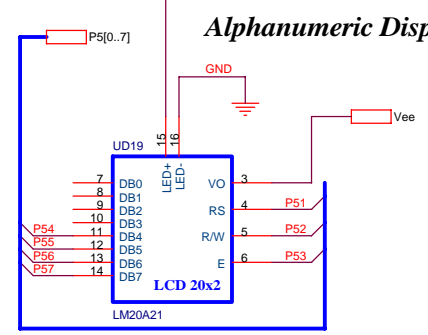 Alphanumeric Disp
P5[0..7]
GND
Vee
15
16
UD19
LED+
LED-
7 DB0 VO 3
8 DB1
9 DB2 RS 4 P51
10 DB3
P54 11 DB4 R/W 5 P52
P55 12 DB5
P56 13 DB6 E 6 P53
P57 14 DB7
LCD 20x2
LM20A21